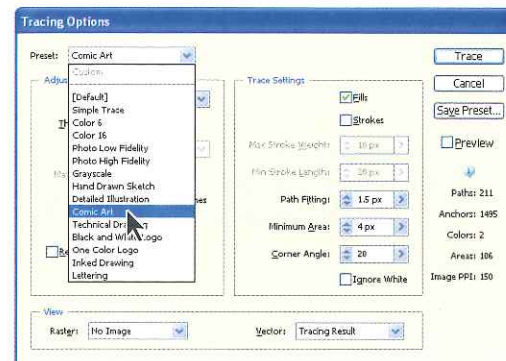 Tracing Options
Preset: Comic Art
Custom
[Default]
Simple Trace
Color 6
Color 16
Photo Low Fidelity
Photo High Fidelity
Grayscale
Hand Drawn Sketch
Detailed Illustration
Comic Art
Technical
Black and White Logo
One Color Logo
Inked Drawing
Lettering
Trace Settings
Fills
Strokes
Max Stroke Weight: 10 px
Min Stroke Length: 20 px
Path Fitting: 1.5 px
Minimum Area: 4 px
Corner Angle: 20
Ignore White
Trace
Cancel
Save Preset...
Preview
Paths: 211
Anchors: 1495
Colors: 2
Areas: 106
Image PPI: 150
View
Raster: No Image
Vector: Tracing Result